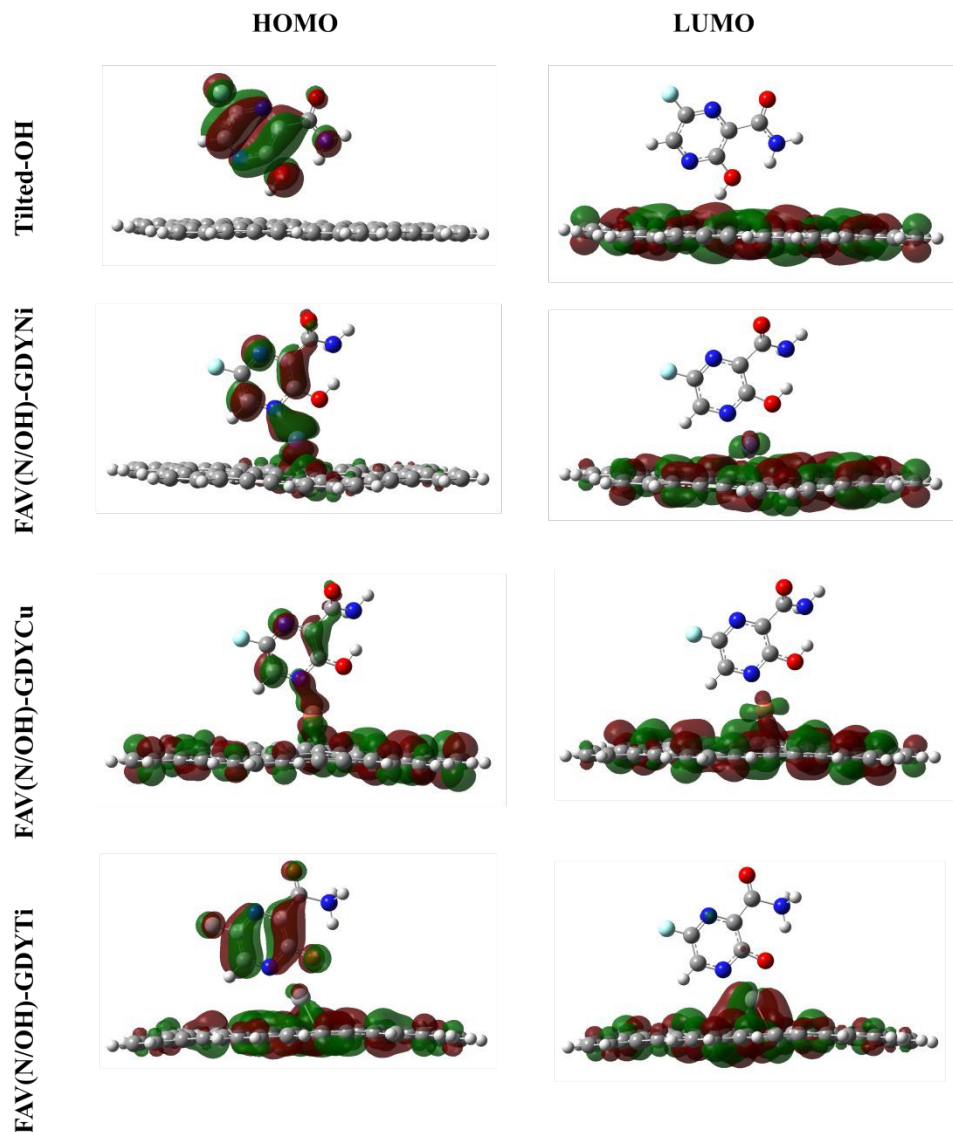 HOMO LUMO
Tilted-OH
FAV(N/OH)-GDYNi
FAV(N/OH)-GDYCu
FAV(N/OH)-GDYTi